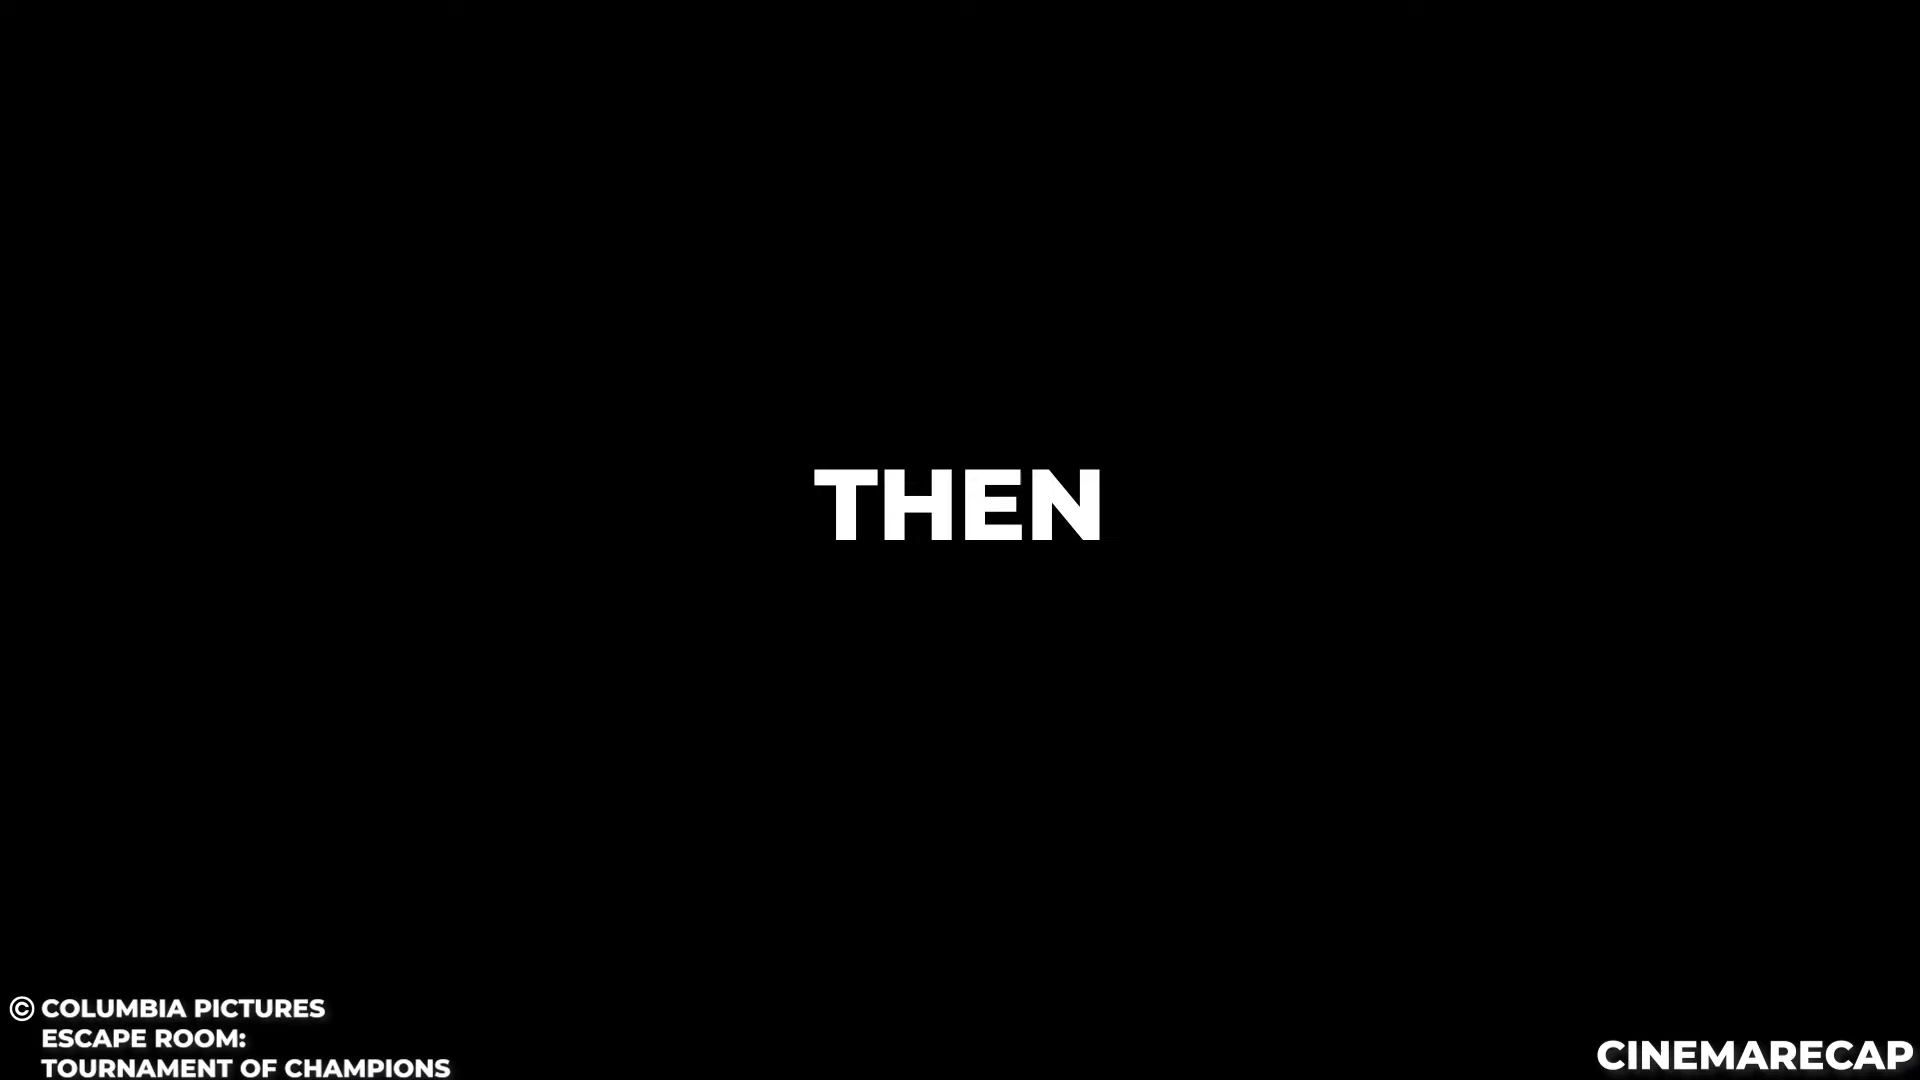 THEN
© COLUMBIA PICTURES
ESCAPE ROOM:
TOURNAMENT OF CHAMPIONS
CINEMARECAP